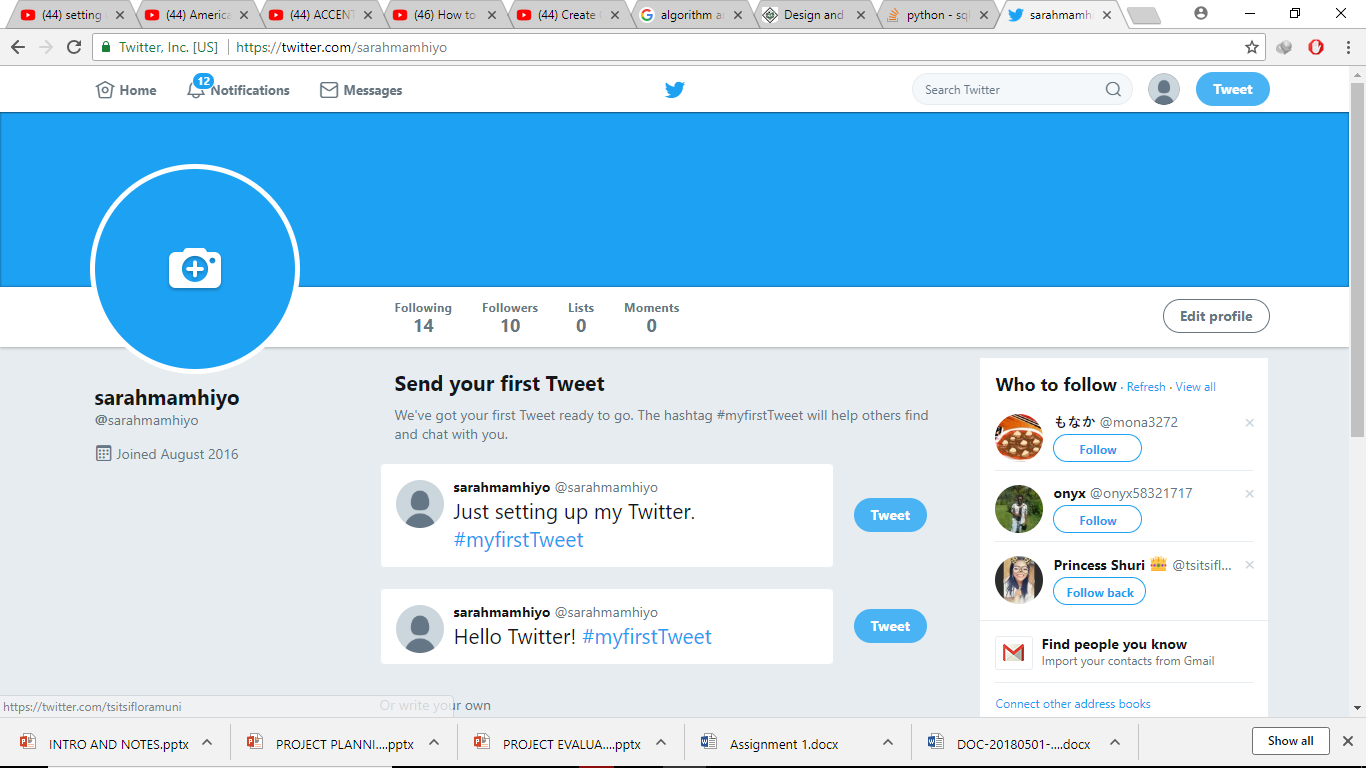 (44) setting
(44) America
(44) ACCENT
(46) How to
(44) Create
algorithm an
Design and
python - sql
sarahmamhi
Twitter, Inc. [US]
https://twitter.com/sarahmamhiyo
Home
12
Notifications
Messages
Search Twitter
Tweet
Following
14
Followers
10
Lists
0
Moments
0
Edit profile
sarahmamhiyo
@sarahmamhiyo
Joined August 2016
Send your first Tweet
We've got your first Tweet ready to go. The hashtag #myfirstTweet will help others find
and chat with you.
sarahmamhiyo @sarahmamhiyo
Just setting up my Twitter.
#myfirstTweet
Tweet
sarahmamhiyo @sarahmamhiyo
Hello Twitter! #myfirstTweet
Tweet
Or write your own
Who to follow · Refresh · View all
もなか @mona3272
Follow
onyx @onyx58321717
Follow
Princess Shuri @tsitsifl...
Follow back
Find people you know
Import your contacts from Gmail
Connect other address books
https://twitter.com/tsitsifloramuni
INTRO AND NOTES.pptx
PROJECT PLANNI....pptx
PROJECT EVALUA....pptx
Assignment 1.docx
DOC-20180501-....docx
Show all